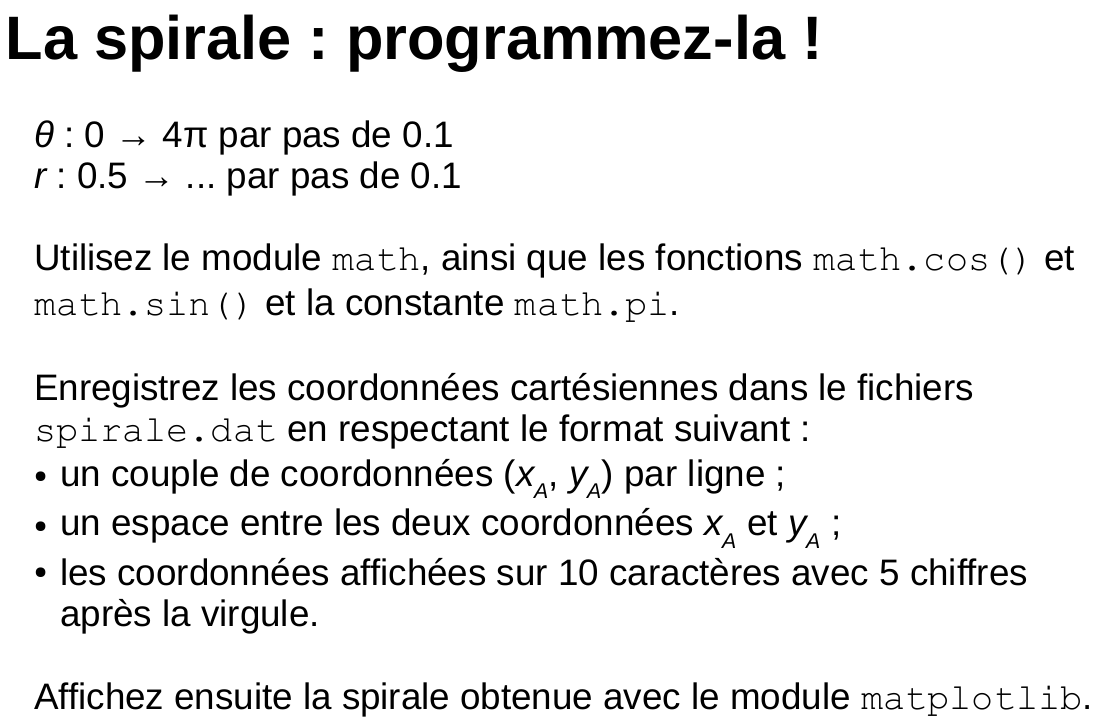 La spirale : programmez-la !
θ : 0 → 4π par pas de 0.1
r : 0.5 → ... par pas de 0.1
Utilisez le module math, ainsi que les fonctions math.cos() et
math.sin() et la constante math.pi.
Enregistrez les coordonnées cartésiennes dans le fichiers
spirale.dat en respectant le format suivant :
• un couple de coordonnées (x_A, y_A) par ligne ;
• un espace entre les deux coordonnées x_A et y_A ;
• les coordonnées affichées sur 10 caractères avec 5 chiffres
après la virgule.
Affichez ensuite la spirale obtenue avec le module matplotlib.